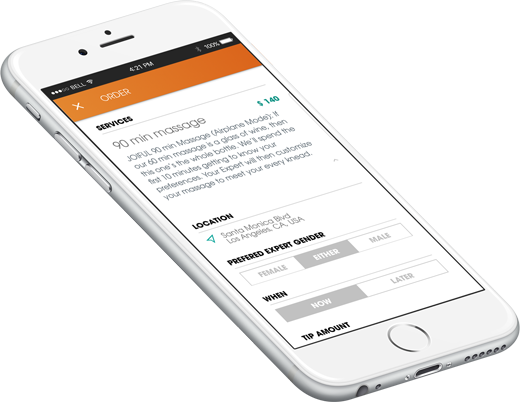 BELL 4:21 PM 100%
× ORDER
SERVICES
90 min massage $ 140
JOYFUL 90 min Massage (Airplane Mode): If
our 60 min massage is a glass of wine, then
this one's the whole bottle. We'll spend the
first 10 minutes getting to know your
preferences. Your Expert will then customize
your massage to meet your every knead.
LOCATION
Santa Monica Blvd
Los Angeles, CA, USA
PREFERED EXPERT GENDER
FEMALE EITHER MALE
WHEN
NOW LATER
TIP AMOUNT